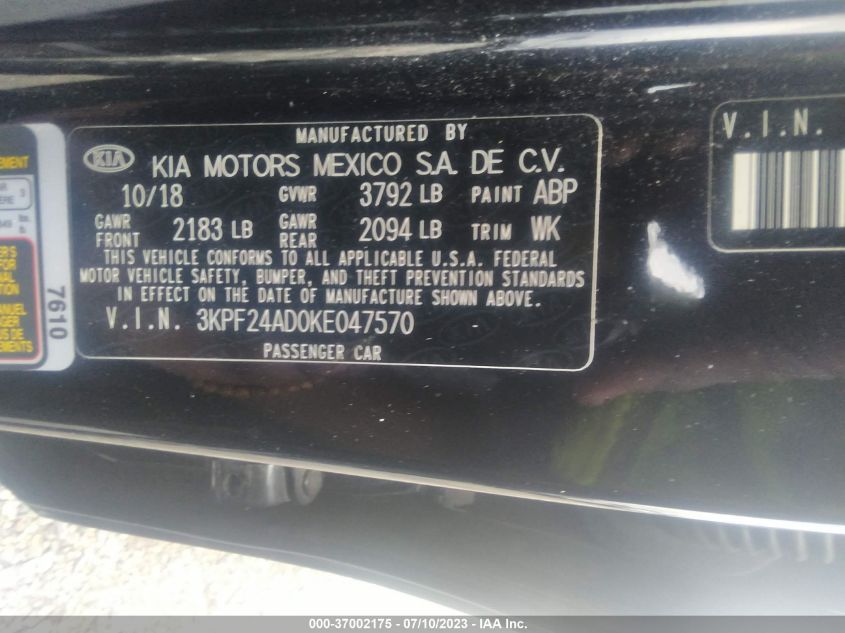 MANUFACTURED BY
KIA KIA MOTORS MEXICO S.A. DE C.V.
10/18 GVWR 3792 LB PAINT ABP
GAWR FRONT 2183 LB GAWR REAR 2094 LB TRIM WK
THIS VEHICLE CONFORMS TO ALL APPLICABLE U.S.A. FEDERAL
MOTOR VEHICLE SAFETY, BUMPER, AND THEFT PREVENTION STANDARDS
IN EFFECT ON THE DATE OF MANUFACTURE SHOWN ABOVE.
V.I.N. 3KPF24AD0KE047570
PASSENGER CAR
V.I.N.
7610
000-37002175 - 07/10/2023 - IAA Inc.